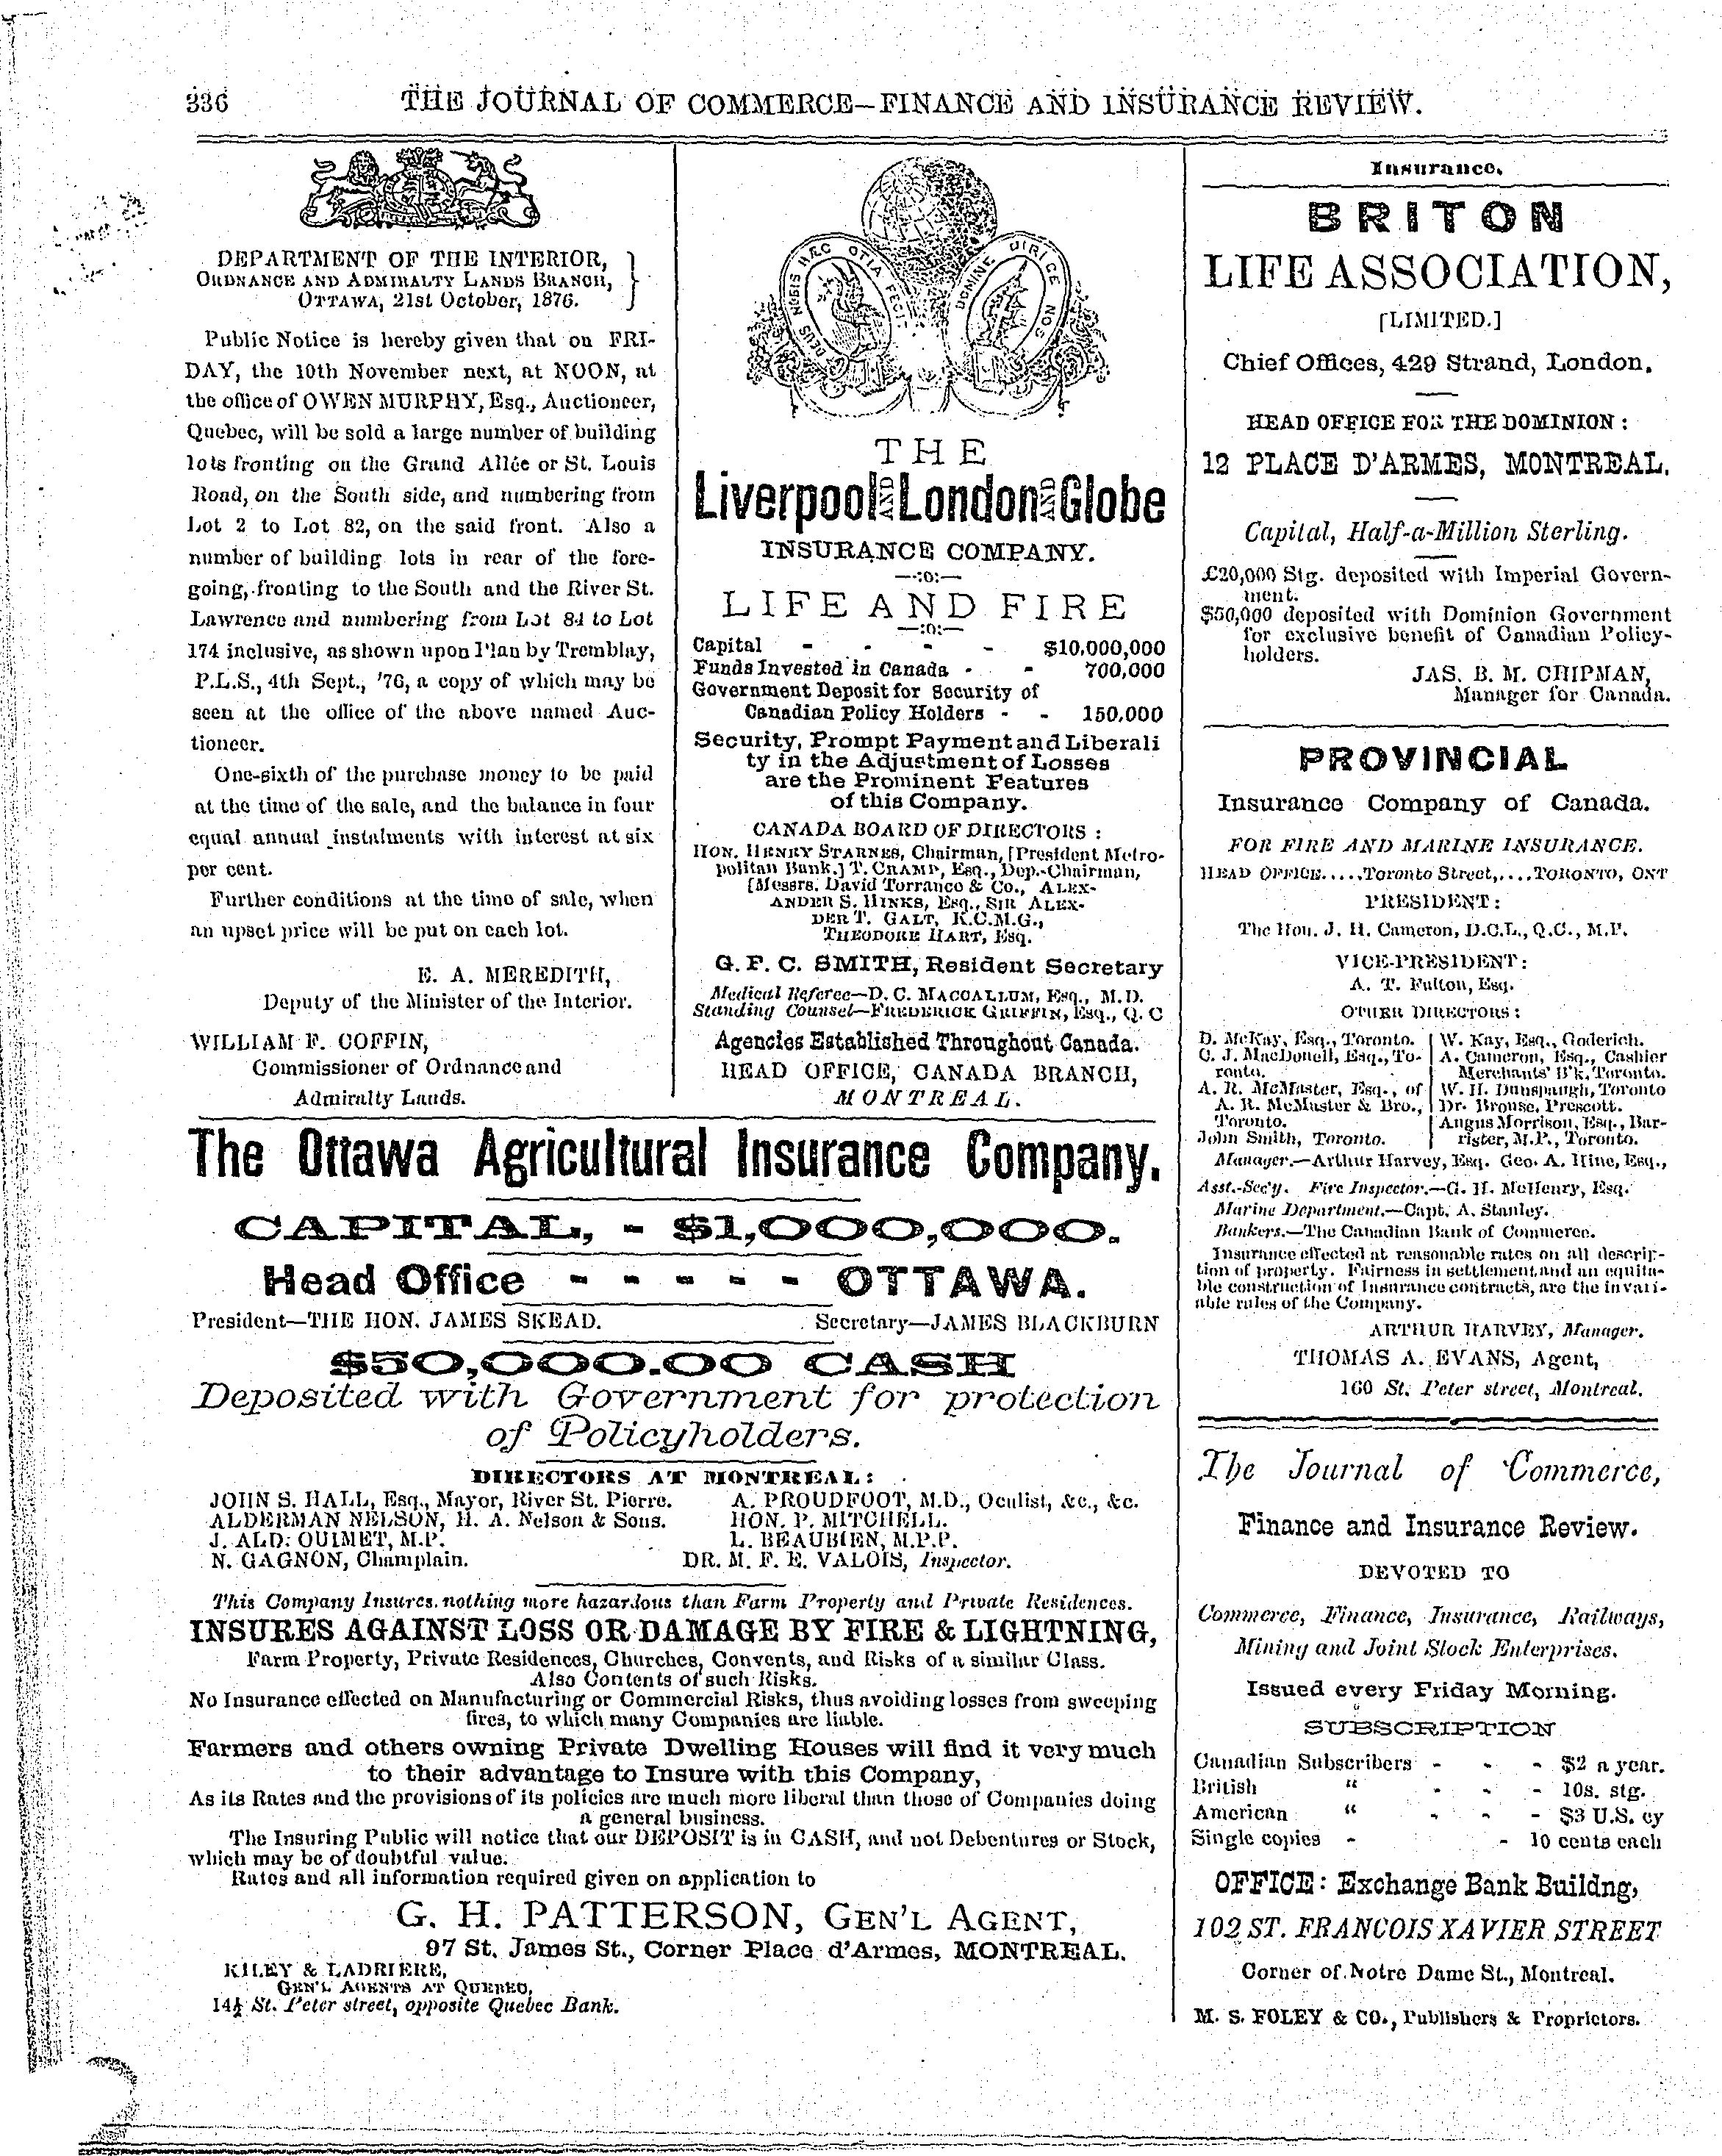 336 THE JOURNAL OF COMMERCE—FINANCE AND INSURANCE REVIEW.
DEPARTMENT OF THE INTERIOR,
ORDNANCE AND ADMIRALTY LANDS BRANCH,
OTTAWA, 21st October, 1876.
Public Notice is hereby given that on FRI-
DAY, the 10th November next, at NOON, at
the office of OWEN MURPHY, Esq., Auctioneer,
Quebec, will be sold a large number of building
lots fronting on the Grand Allée or St. Louis
Road, on the South side, and numbering from
Lot 2 to Lot 82, on the said front. Also a
number of building lots in rear of the fore-
going, fronting to the South and the River St.
Lawrence and numbering from Lot 84 to Lot
174 inclusive, as shown upon Plan by Tremblay,
P.L.S., 4th Sept., '76, a copy of which may be
seen at the office of the above named Auc-
tioneer.
One-sixth of the purchase money to be paid
at the time of the sale, and the balance in four
equal annual instalments with interest at six
per cent.
Further conditions at the time of sale, when
an upset price will be put on each lot.
E. A. MEREDITH,
Deputy of the Minister of the Interior.
WILLIAM F. COFFIN,
Commissioner of Ordnance and
Admiralty Lands.
DEUS NOBIS HAEC OTIA FECIT
DOMINE DIRIGE NOS
THE
Liverpool AND London AND Globe
INSURANCE COMPANY.
—:o:—
LIFE AND FIRE
—:o:—
Capital - - - - $10,000,000
Funds Invested in Canada - - 700,000
Government Deposit for Security of
Canadian Policy Holders - - 150,000
Security, Prompt Payment and Liberali
ty in the Adjustment of Losses
are the Prominent Features
of this Company.
CANADA BOARD OF DIRECTORS :
HON. HENRY STARNES, Chairman, [President Metro-
politan Bank.] T. CRAMP, Esq., Dep.-Chairman,
[Messrs. David Torrance & Co., ALEX-
ANDER S. HINKS, Esq., SIR ALEX-
DER T. GALT, K.C.M.G.,
THEODORE HART, Esq.
G. F. C. SMITH, Resident Secretary
Medical Referee—D. C. MACCALLUM, Esq., M.D.
Standing Counsel—FREDERICK GRIFFIN, Esq., Q. C
Agencies Established Throughout Canada.
HEAD OFFICE, CANADA BRANCH,
MONTREAL.
The Ottawa Agricultural Insurance Company.
CAPITAL, - $1,000,000.
Head Office - - - - - OTTAWA.
President—THE HON. JAMES SKEAD. Secretary—JAMES BLACKBURN
$50,000.00 CASH
Deposited with Government for protection
of Policyholders.
DIRECTORS AT MONTREAL:
JOHN S. HALL, Esq., Mayor, River St. Pierre. A. PROUDFOOT, M.D., Oculist, &c., &c.
ALDERMAN NELSON, H. A. Nelson & Sons. HON. P. MITCHELL.
J. ALD: OUIMET, M.P. L. BEAUBIEN, M.P.P.
N. GAGNON, Champlain. DR. M. F. E. VALOIS, Inspector.
This Company Insures nothing more hazardous than Farm Property and Private Residences.
INSURES AGAINST LOSS OR DAMAGE BY FIRE & LIGHTNING,
Farm Property, Private Residences, Churches, Convents, and Risks of a similar Class.
Also Contents of such Risks.
No Insurance effected on Manufacturing or Commercial Risks, thus avoiding losses from sweeping
fires, to which many Companies are liable.
Farmers and others owning Private Dwelling Houses will find it very much
to their advantage to Insure with this Company,
As its Rates and the provisions of its policies are much more liberal than those of Companies doing
a general business.
The Insuring Public will notice that our DEPOSIT is in CASH, and not Debentures or Stock,
which may be of doubtful value.
Rates and all information required given on application to
G. H. PATTERSON, GEN'L AGENT,
97 St. James St., Corner Place d'Armes, MONTREAL.
KILEY & LADRIERE,
GEN'L AGENTS AT QUEBEC,
14½ St. Peter street, opposite Quebec Bank.
Insurance.
BRITON
LIFE ASSOCIATION,
[LIMITED.]
Chief Offices, 429 Strand, London.
HEAD OFFICE FOR THE DOMINION :
12 PLACE D'ARMES, MONTREAL.
Capital, Half-a-Million Sterling.
£20,000 Stg. deposited with Imperial Govern-
ment.
$50,000 deposited with Dominion Government
for exclusive benefit of Canadian Policy-
holders.
JAS. B. M. CHIPMAN,
Manager for Canada.
PROVINCIAL
Insurance Company of Canada.
FOR FIRE AND MARINE INSURANCE.
HEAD OFFICE.....Toronto Street,....TORONTO, ONT
PRESIDENT:
The Hon. J. H. Cameron, D.C.L., Q.C., M.P.
VICE-PRESIDENT:
A. T. Fulton, Esq.
OTHER DIRECTORS:
D. McKay, Esq., Toronto. W. Kay, Esq., Goderich.
C. J. MacDonell, Esq., To- A. Cameron, Esq., Cashier
ronto. Merchants' B'k, Toronto.
A. R. McMaster, Esq., of W. H. Dunspaugh, Toronto
A. R. McMaster & Bro., Dr. Brouse, Prescott.
Toronto. Angus Morrison, Esq., Bar-
John Smith, Toronto. rister, M.P., Toronto.
Manager.—Arthur Harvey, Esq. Geo. A. Hine, Esq.,
Asst.-Sec'y. Fire Inspector.—G. H. McHenry, Esq.
Marine Department.—Capt. A. Stanley.
Bankers.—The Canadian Bank of Commerce.
Insurance effected at reasonable rates on all descrip-
tion of property. Fairness in settlement and an equita-
ble construction of Insurance contracts, are the invari-
able rules of the Company.
ARTHUR HARVEY, Manager.
THOMAS A. EVANS, Agent,
160 St. Peter street, Montreal.
The Journal of Commerce,
Finance and Insurance Review.
DEVOTED TO
Commerce, Finance, Insurance, Railways,
Mining and Joint Stock Enterprises.
Issued every Friday Morning.
SUBSCRIPTION
Canadian Subscribers - - - $2 a year.
British " - - - 10s. stg.
American " - - - $3 U.S. cy
Single copies - - 10 cents each
OFFICE: Exchange Bank Buildng,
102 ST. FRANCOIS XAVIER STREET
Corner of Notre Dame St., Montreal.
M. S. FOLEY & CO., Publishers & Proprietors.